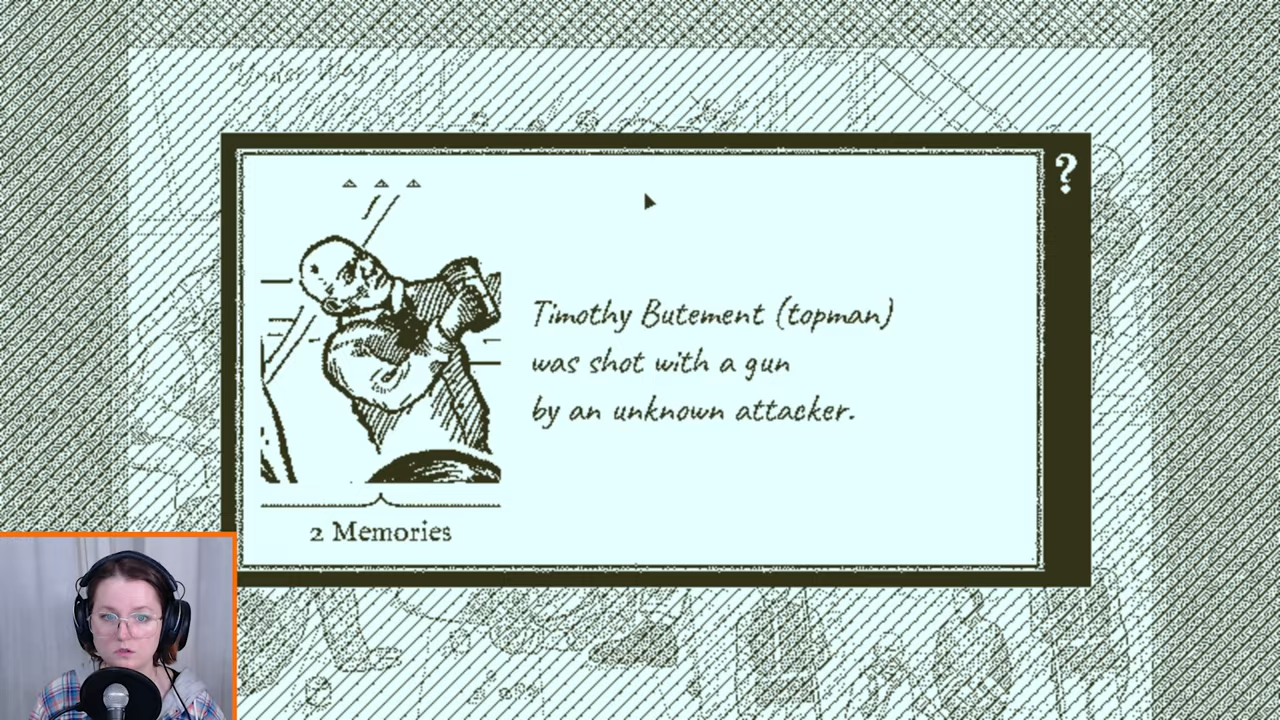 ?
Timothy Butement (topman)
was shot with a gun
by an unknown attacker.
2 Memories